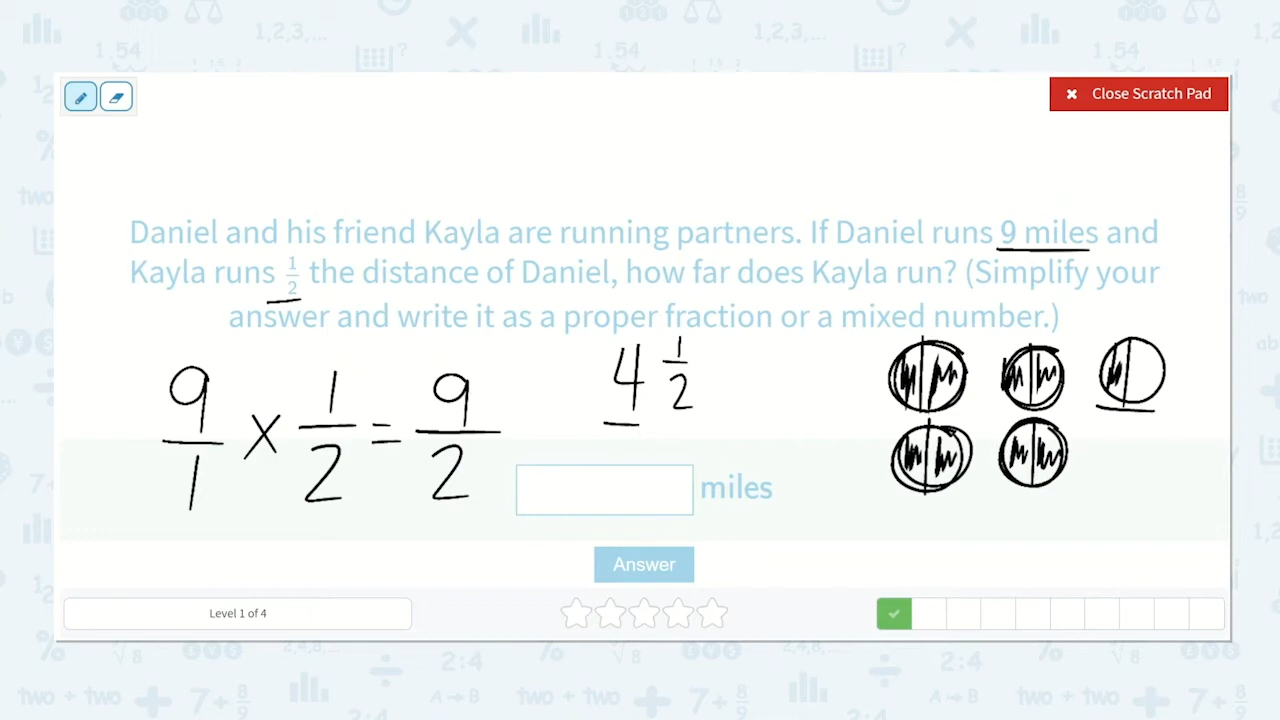 Close Scratch Pad
Daniel and his friend Kayla are running partners. If Daniel runs 9 miles and
Kayla runs 1/2 the distance of Daniel, how far does Kayla run? (Simplify your
answer and write it as a proper fraction or a mixed number.)
9/1 × 1/2 = 9/2
4 1/2
miles
Answer
Level 1 of 4